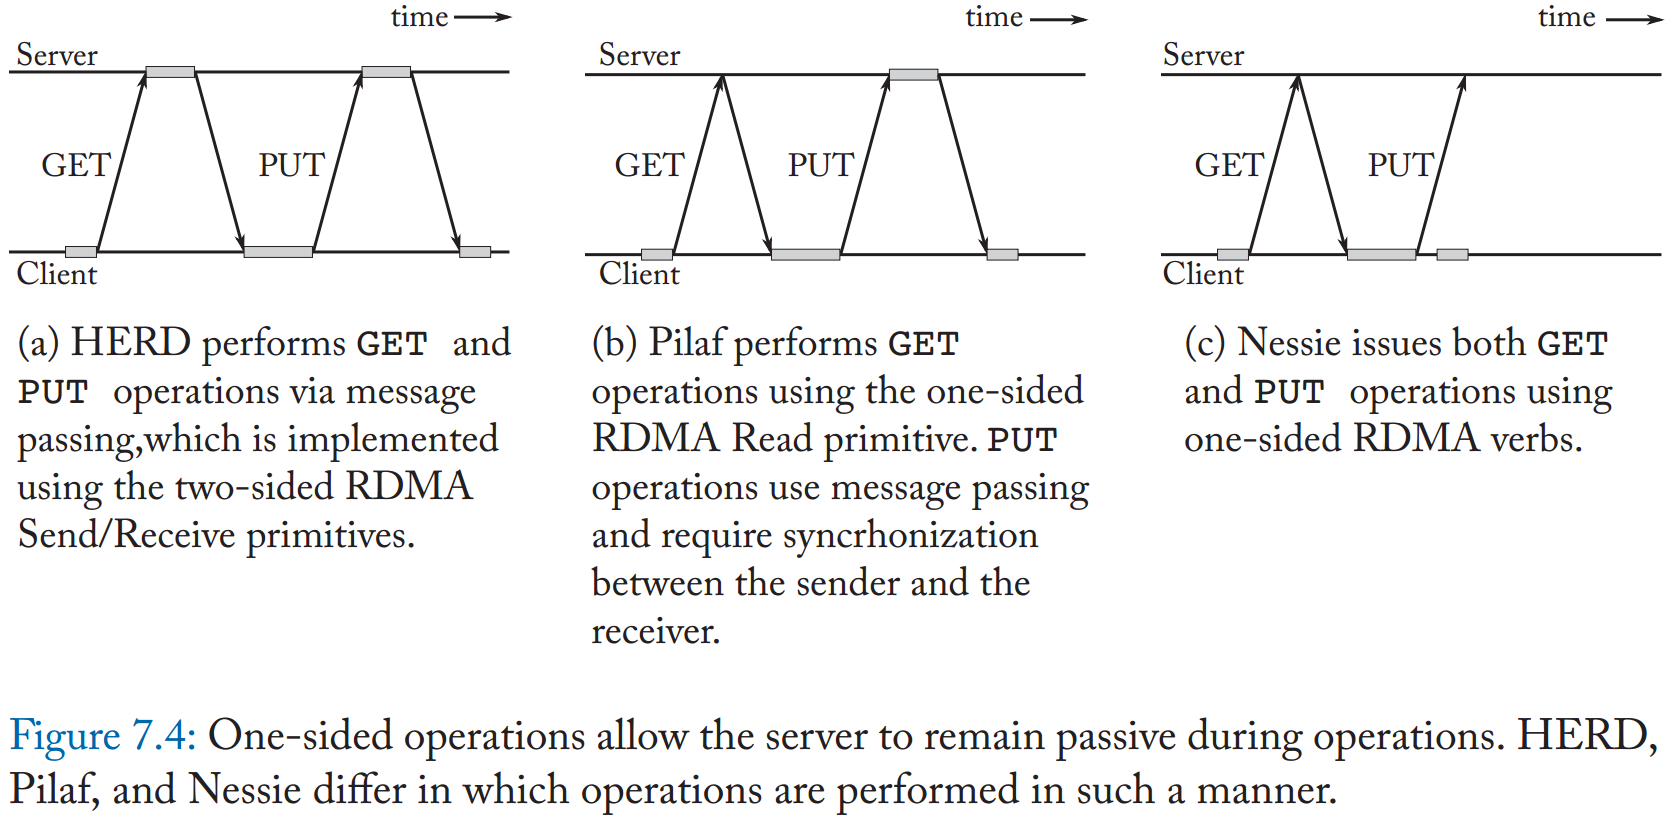 time
Server
GET
PUT
Client
time
Server
GET
PUT
Client
time
Server
GET
PUT
Client
(a) HERD performs GET and
PUT operations via message
passing,which is implemented
using the two-sided RDMA
Send/Receive primitives.
(b) Pilaf performs GET
operations using the one-sided
RDMA Read primitive. PUT
operations use message passing
and require syncrhonization
between the sender and the
receiver.
(c) Nessie issues both GET
and PUT operations using
one-sided RDMA verbs.
Figure 7.4: One-sided operations allow the server to remain passive during operations. HERD,
Pilaf, and Nessie differ in which operations are performed in such a manner.